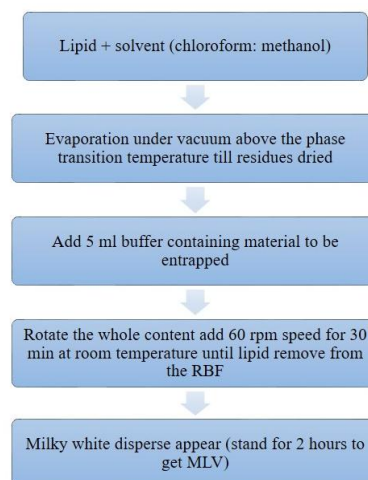 Lipid + solvent (chloroform: methanol)
Evaporation under vacuum above the phase
transition temperature till residues dried
Add 5 ml buffer containing material to be
entrapped
Rotate the whole content add 60 rpm speed for 30
min at room temperature until lipid remove from
the RBF
Milky white disperse appear (stand for 2 hours to
get MLV)